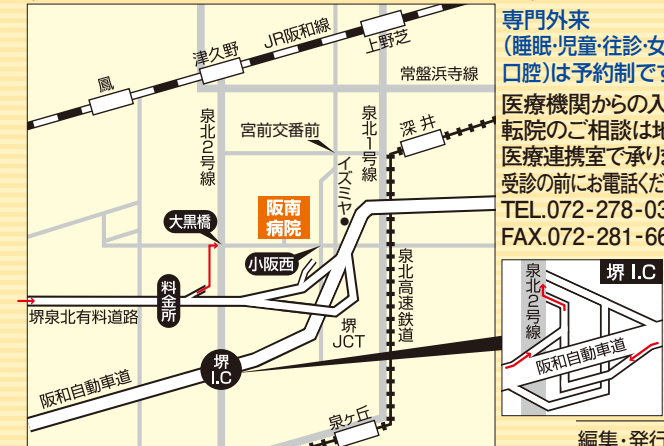 JR阪和線
上野芝
津久野
鳳
常盤浜寺線
泉北2号線
宮前交番前
泉北1号線
深井
イズミヤ
阪南
病院
大黒橋
小阪西
料金所
泉北高速鉄道
堺泉北有料道路
堺
JCT
堺
I.C
阪和自動車道
泉ヶ丘
専門外来
(睡眠・児童・往診・女
口腔)は予約制です
医療機関からの入
転院のご相談は地
医療連携室で承りま
受診の前にお電話くだ
TEL.072-278-03
FAX.072-281-66
堺 I.C
泉北2号線
阪和自動車道
編集・発行